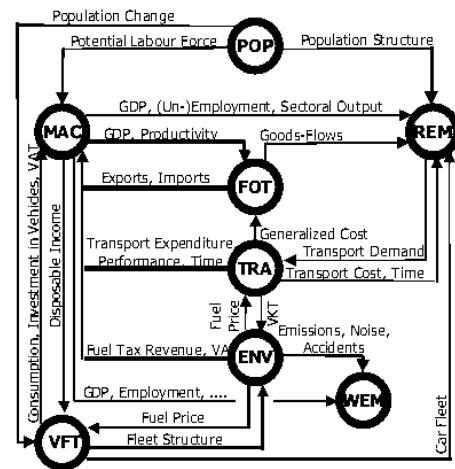 Population Change
Potential Labour Force
POP
Population Structure
GDP, (Un-)Employment, Sectoral Output
MAC
REM
GDP, Productivity
Goods-Flows
Exports, Imports
FOT
Consumption, Investment in Vehicles, VAT
Disposable Income
Generalized Cost
Transport Expenditure
Performance, Time
TRA
Transport Demand
Transport Cost, Time
Fuel
Price
VKT
Emissions, Noise,
Accidents
Fuel Tax Revenue, VA
ENV
GDP, Employment, ....
WEM
Fuel Price
VFT
Fleet Structure
Car Fleet